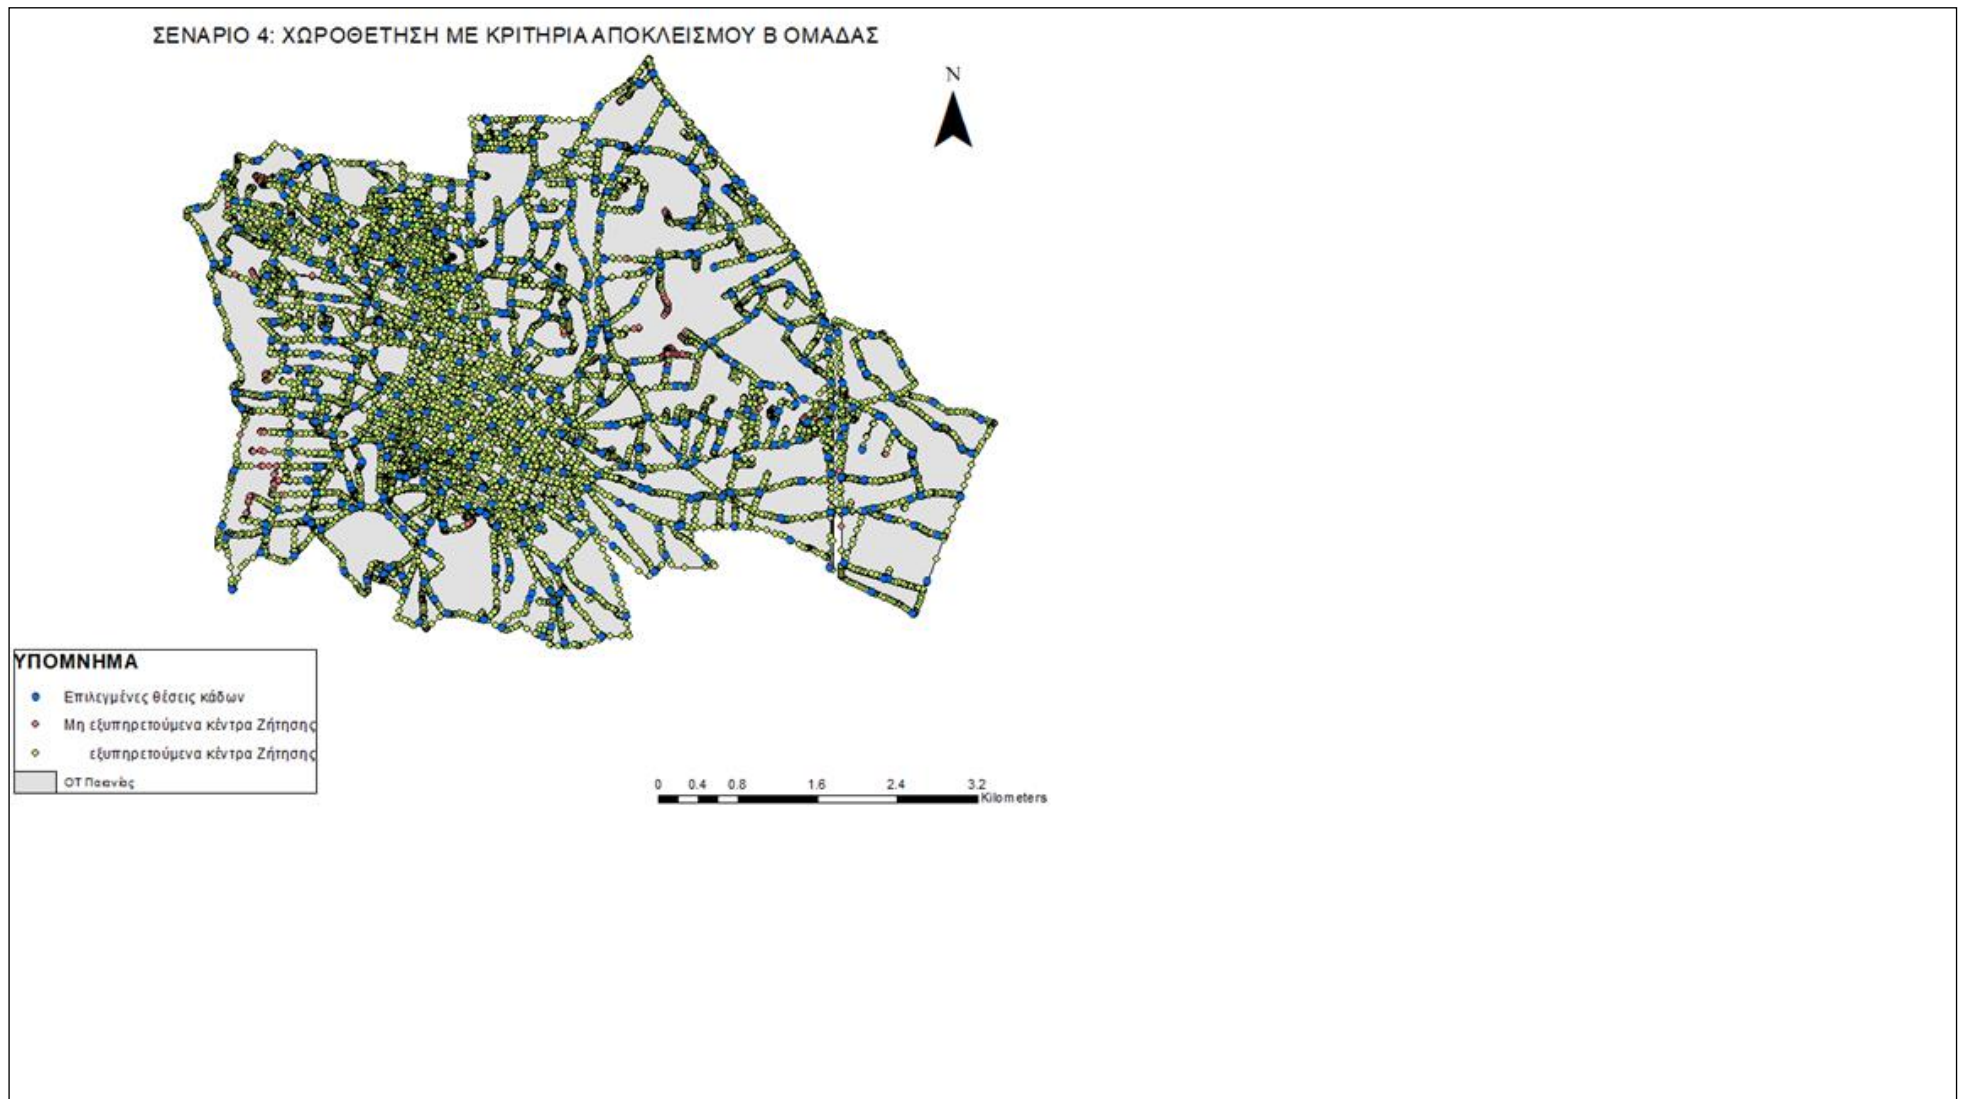 ΣΕΝΑΡΙΟ 4: ΧΩΡΟΘΕΤΗΣΗ ΜΕ ΚΡΙΤΗΡΙΑ ΑΠΟΚΛΕΙΣΜΟΥ Β ΟΜΑΔΑΣ
N
ΥΠΟΜΝΗΜΑ
Επιλεγμένες θέσεις κάδων
Μη εξυπηρετούμενα κέντρα Ζήτησης
εξυπηρετούμενα κέντρα Ζήτησης
ΟΤ Παιανίας
0 0.4 0.8 1.6 2.4 3.2
Kilometers